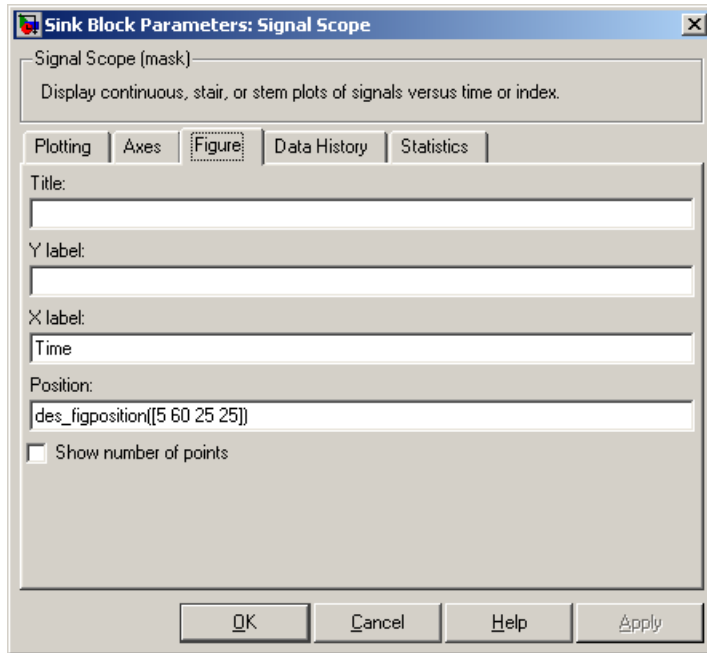 Sink Block Parameters: Signal Scope
Signal Scope (mask)
Display continuous, stair, or stem plots of signals versus time or index.
Plotting Axes Figure Data History Statistics
Title:
Y label:
X label:
Time
Position:
des_figposition([5 60 25 25])
Show number of points
OK Cancel Help Apply